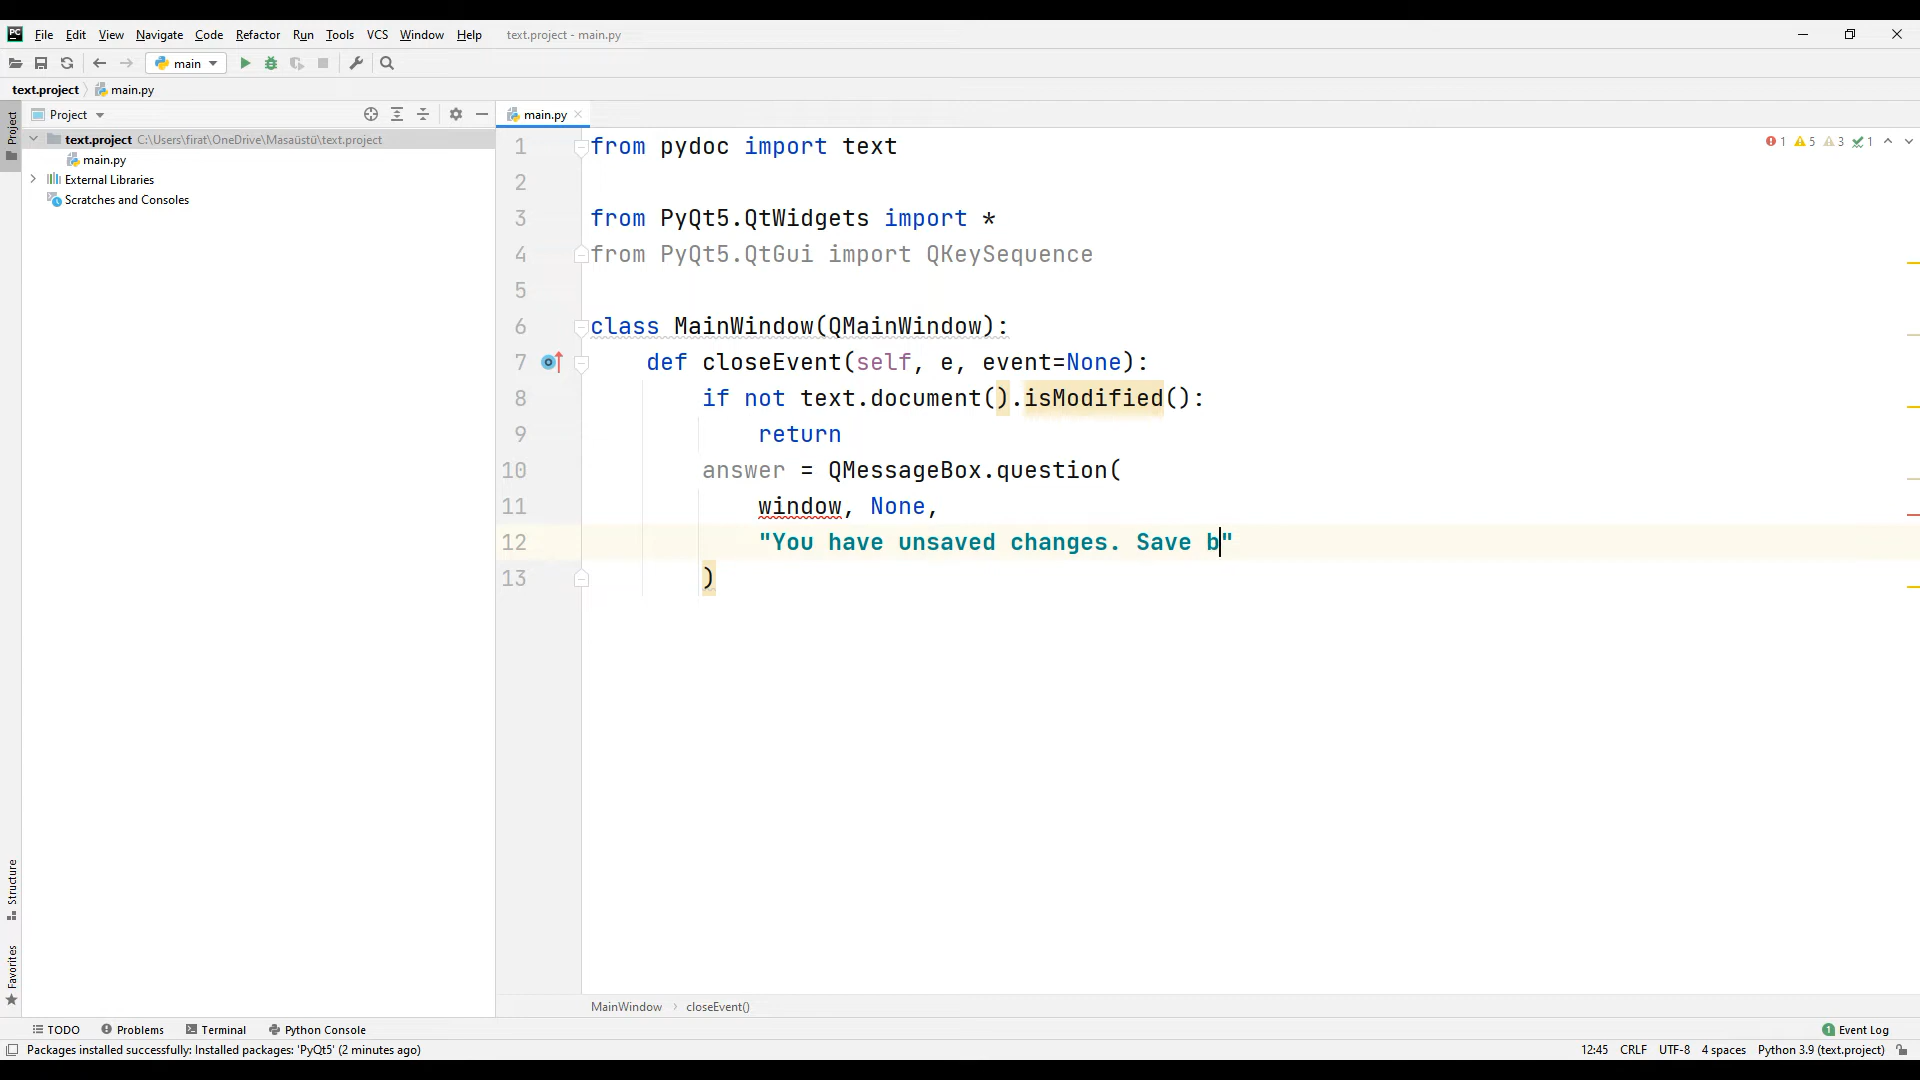 PC File Edit View Navigate Code Refactor Run Tools VCS Window Help text.project - main.py
main
text.project main.py
Project
main.py
text.project C:\Users\firat\OneDrive\Masaüstü\text.project
main.py
External Libraries
Scratches and Consoles
Project
Structure
Favorites
1 from pydoc import text
1 5 3 1
2
3 from PyQt5.QtWidgets import *
4 from PyQt5.QtGui import QKeySequence
5
6 class MainWindow(QMainWindow):
7 def closeEvent(self, e, event=None):
8 if not text.document().isModified():
9 return
10 answer = QMessageBox.question(
11 window, None,
12 "You have unsaved changes. Save b"
13 )
MainWindow closeEvent()
TODO Problems Terminal Python Console
1 Event Log
Packages installed successfully: Installed packages: 'PyQt5' (2 minutes ago)
12:45 CRLF UTF-8 4 spaces Python 3.9 (text.project)